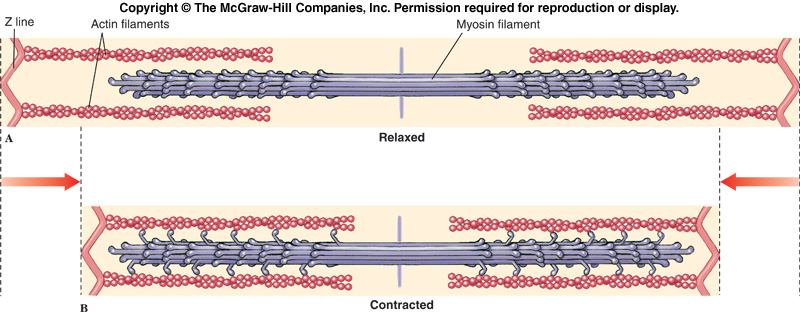 Copyright © The McGraw-Hill Companies, Inc. Permission required for reproduction or display.
Z line
Actin filaments
Myosin filament
A
Relaxed
B
Contracted